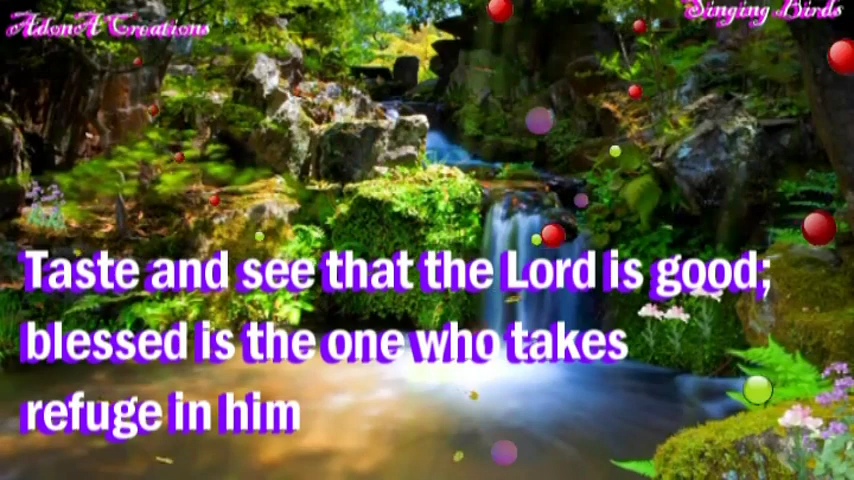 AdonA Creations
Singing Birds
Taste and see that the Lord is good;
blessed is the one who takes
refuge in him